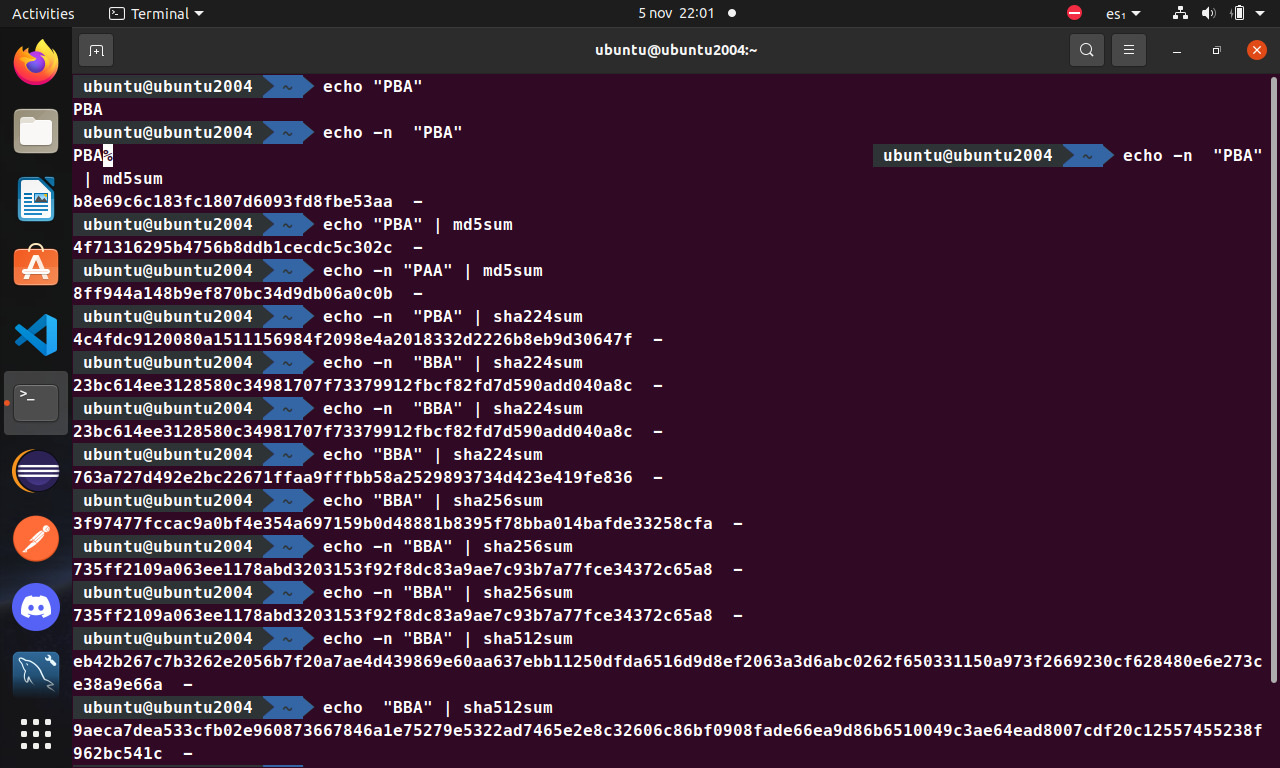 Activities Terminal 5 nov 22:01 es₁
ubuntu@ubuntu2004:~
ubuntu@ubuntu2004 ~ echo "PBA"
PBA
ubuntu@ubuntu2004 ~ echo -n  "PBA"
PBA% ubuntu@ubuntu2004 ~ echo -n  "PBA"
 | md5sum
b8e69c6c183fc1807d6093fd8fbe53aa  -
ubuntu@ubuntu2004 ~ echo "PBA" | md5sum
4f71316295b4756b8ddb1cecdc5c302c  -
ubuntu@ubuntu2004 ~ echo -n "PAA" | md5sum
8ff944a148b9ef870bc34d9db06a0c0b  -
ubuntu@ubuntu2004 ~ echo -n  "PBA" | sha224sum
4c4fdc9120080a1511156984f2098e4a2018332d2226b8eb9d30647f  -
ubuntu@ubuntu2004 ~ echo -n  "BBA" | sha224sum
23bc614ee3128580c34981707f73379912fbcf82fd7d590add040a8c  -
ubuntu@ubuntu2004 ~ echo -n  "BBA" | sha224sum
23bc614ee3128580c34981707f73379912fbcf82fd7d590add040a8c  -
ubuntu@ubuntu2004 ~ echo "BBA" | sha224sum
763a727d492e2bc22671ffaa9fffbb58a2529893734d423e419fe836  -
ubuntu@ubuntu2004 ~ echo "BBA" | sha256sum
3f97477fccac9a0bf4e354a697159b0d48881b8395f78bba014bafde33258cfa  -
ubuntu@ubuntu2004 ~ echo -n "BBA" | sha256sum
735ff2109a063ee1178abd3203153f92f8dc83a9ae7c93b7a77fce34372c65a8  -
ubuntu@ubuntu2004 ~ echo -n "BBA" | sha256sum
735ff2109a063ee1178abd3203153f92f8dc83a9ae7c93b7a77fce34372c65a8  -
ubuntu@ubuntu2004 ~ echo -n "BBA" | sha512sum
eb42b267c7b3262e2056b7f20a7ae4d439869e60aa637ebb11250dfda6516d9d8ef2063a3d6abc0262f650331150a973f2669230cf628480e6e273c
e38a9e66a  -
ubuntu@ubuntu2004 ~ echo  "BBA" | sha512sum
9aeca7dea533cfb02e960873667846a1e75279e5322ad7465e2e8c32606c86bf0908fade66ea9d86b6510049c3ae64ead8007cdf20c12557455238f
962bc541c  -